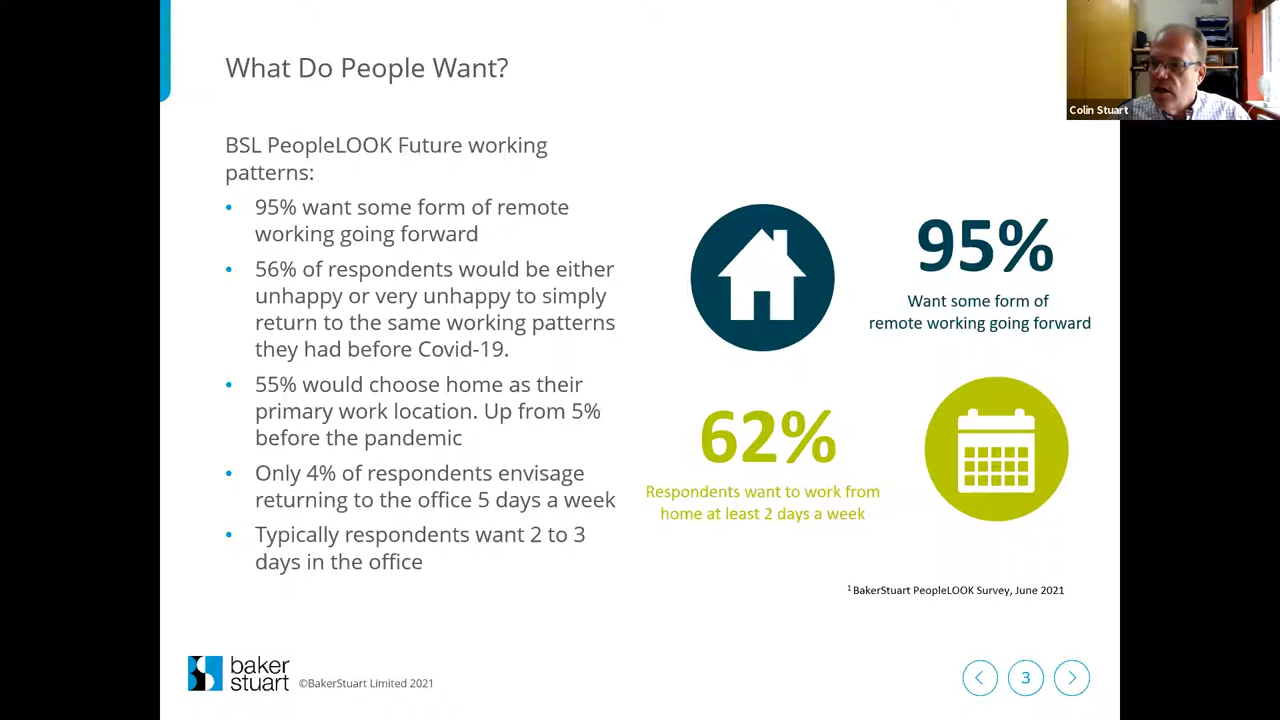 What Do People Want?
Colin Stuart
BSL PeopleLOOK Future working
patterns:
• 95% want some form of remote
working going forward
• 56% of respondents would be either
unhappy or very unhappy to simply
return to the same working patterns
they had before Covid-19.
• 55% would choose home as their
primary work location. Up from 5%
before the pandemic
• Only 4% of respondents envisage
returning to the office 5 days a week
• Typically respondents want 2 to 3
days in the office
95%
Want some form of
remote working going forward
62%
Respondents want to work from
home at least 2 days a week
¹ BakerStuart PeopleLOOK Survey, June 2021
baker
stuart
©BakerStuart Limited 2021
3